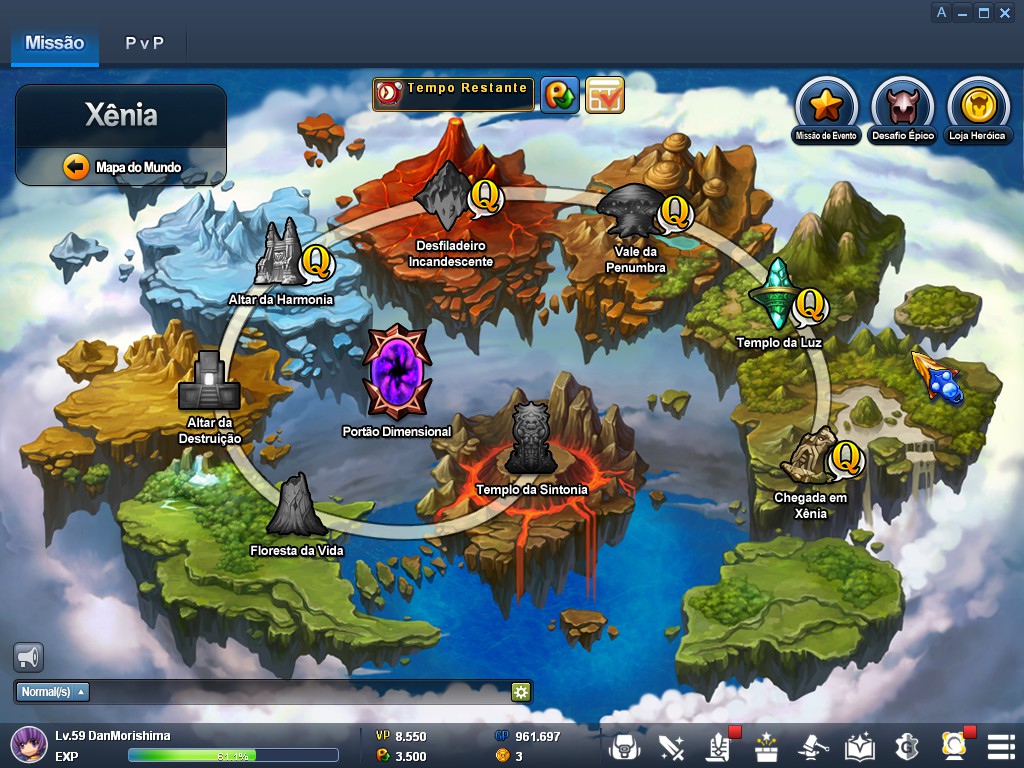 A
Missão
P v P
Xênia
Mapa do Mundo
Tempo Restante
Missão de Evento
Desafio Épico
Loja Heróica
Q
Q
Q
Q
Q
Desfiladeiro
Incandescente
Vale da
Penumbra
Altar da Harmonia
Templo da Luz
Altar da
Destruição
Portão Dimensional
Templo da Sintonia
Chegada em
Xênia
Floresta da Vida
Normal(/s)
Lv.59 DanMorishima
VP 8.550
GP 961.697
EXP
61.1%
3.500
3